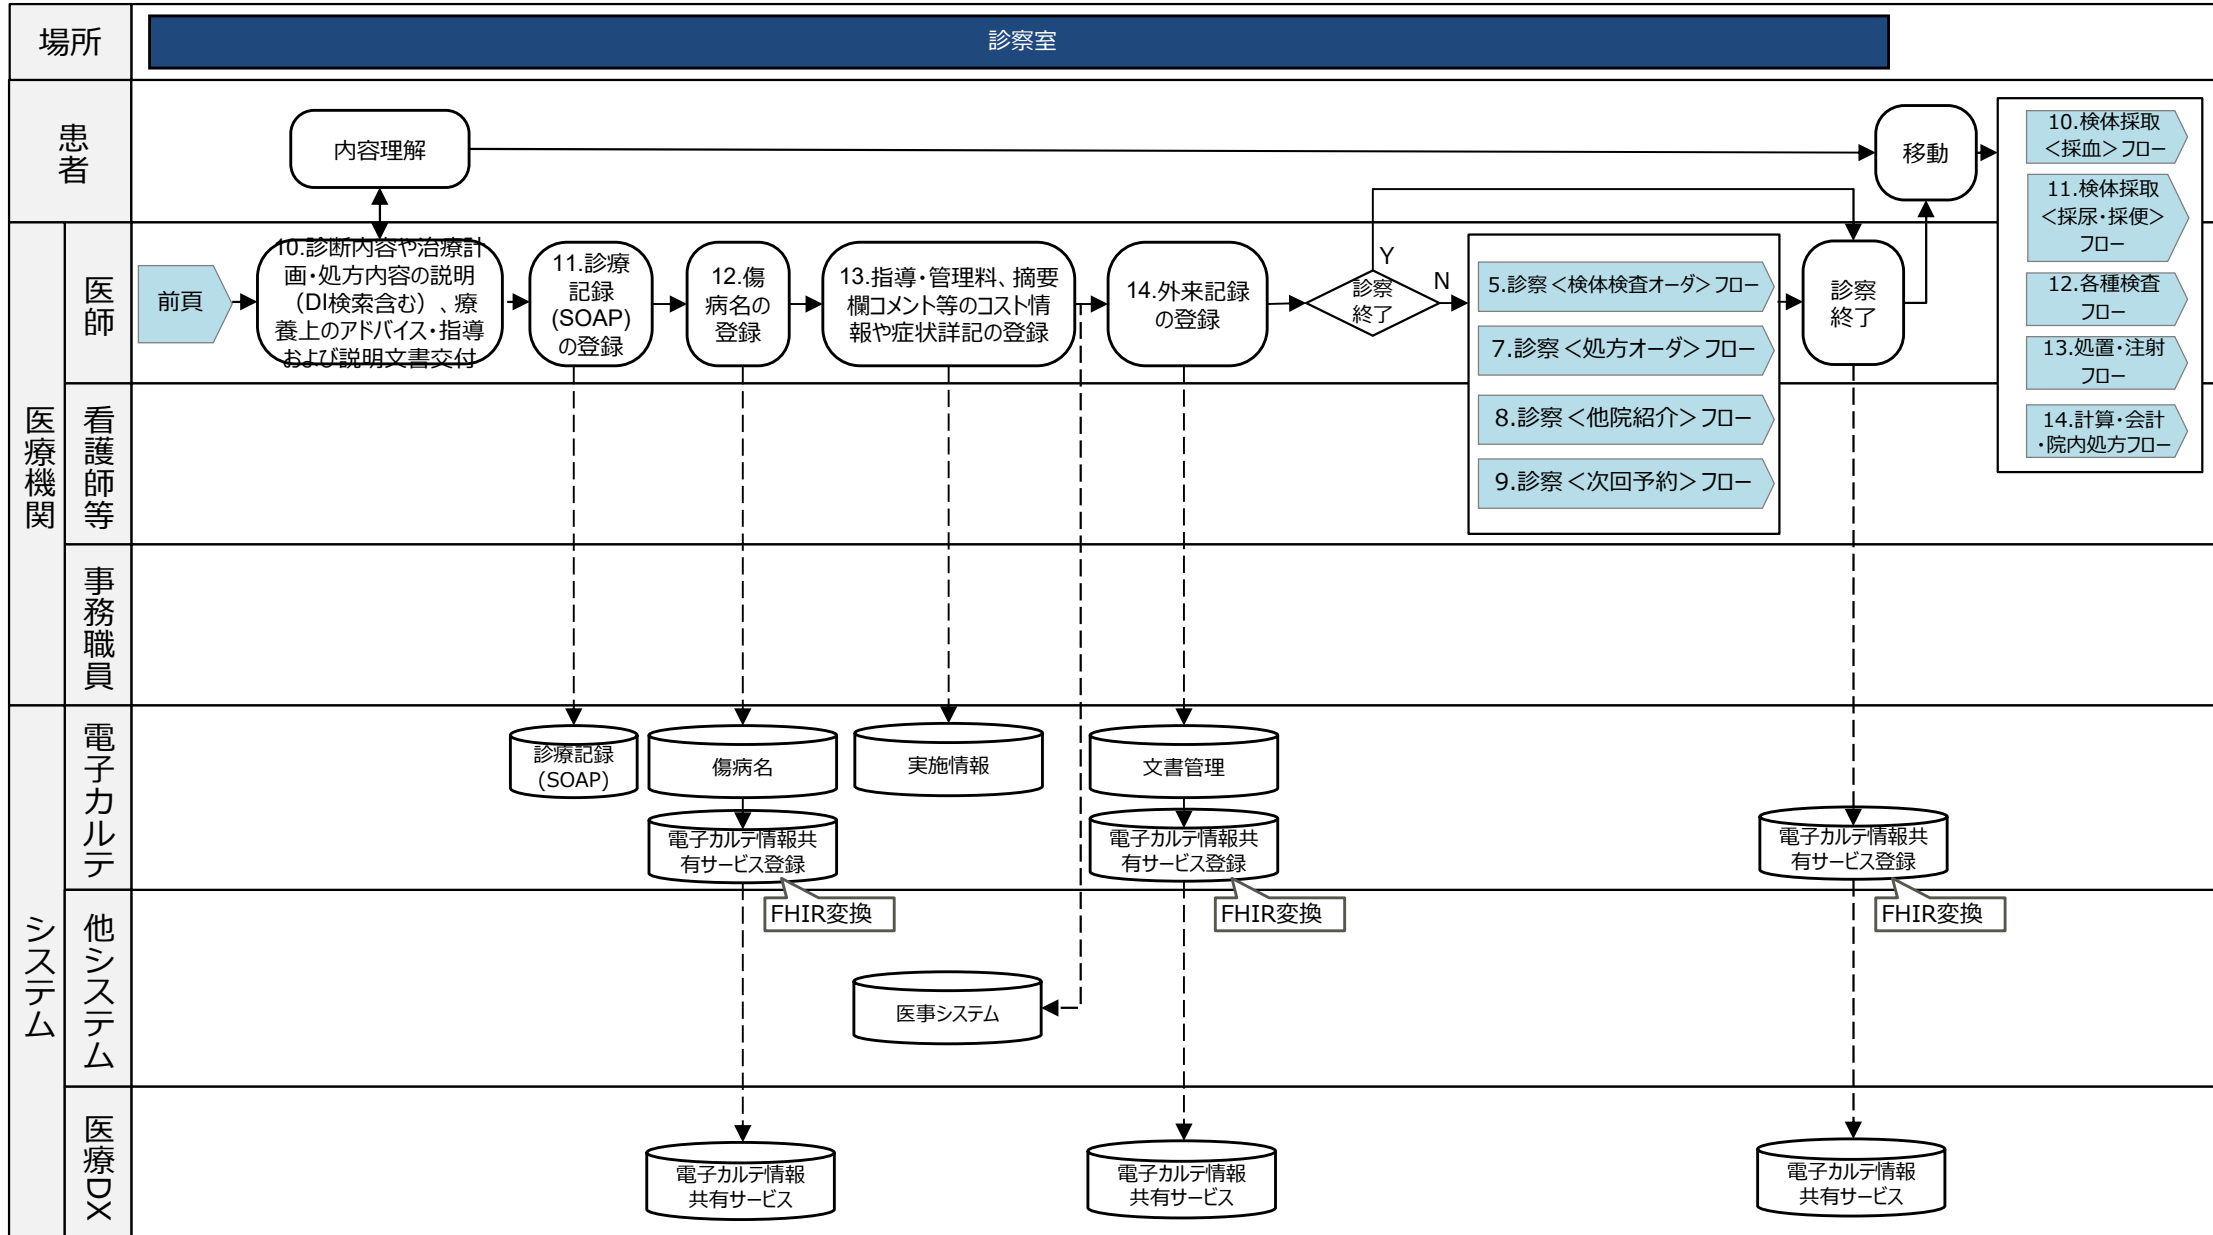 場所
診察室
患者
内容理解
移動
10.検体採取
<採血>フロー
11.検体採取
<採尿・採便>
フロー
12.各種検査
フロー
13.処置・注射
フロー
14.計算・会計
・院内処方フロー
医療機関
医師
前頁
10.診断内容や治療計
画・処方内容の説明
（DI検索含む）、療
養上のアドバイス・指導
および説明文書交付
11.診療
記録
(SOAP)
の登録
12.傷
病名の
登録
13.指導・管理料、摘要
欄コメント等のコスト情
報や症状詳記の登録
14.外来記録
の登録
診察
終了
Y
N
5.診察<検体検査オーダ>フロー
7.診察<処方オーダ>フロー
8.診察<他院紹介>フロー
9.診察<次回予約>フロー
診察
終了
看護師等
事務職員
システム
電子カルテ
診療記録
(SOAP)
傷病名
実施情報
文書管理
電子カルテ情報共
有サービス登録
電子カルテ情報共
有サービス登録
電子カルテ情報共
有サービス登録
FHIR変換
FHIR変換
FHIR変換
他システム
医事システム
医療DX
電子カルテ情報
共有サービス
電子カルテ情報
共有サービス
電子カルテ情報
共有サービス